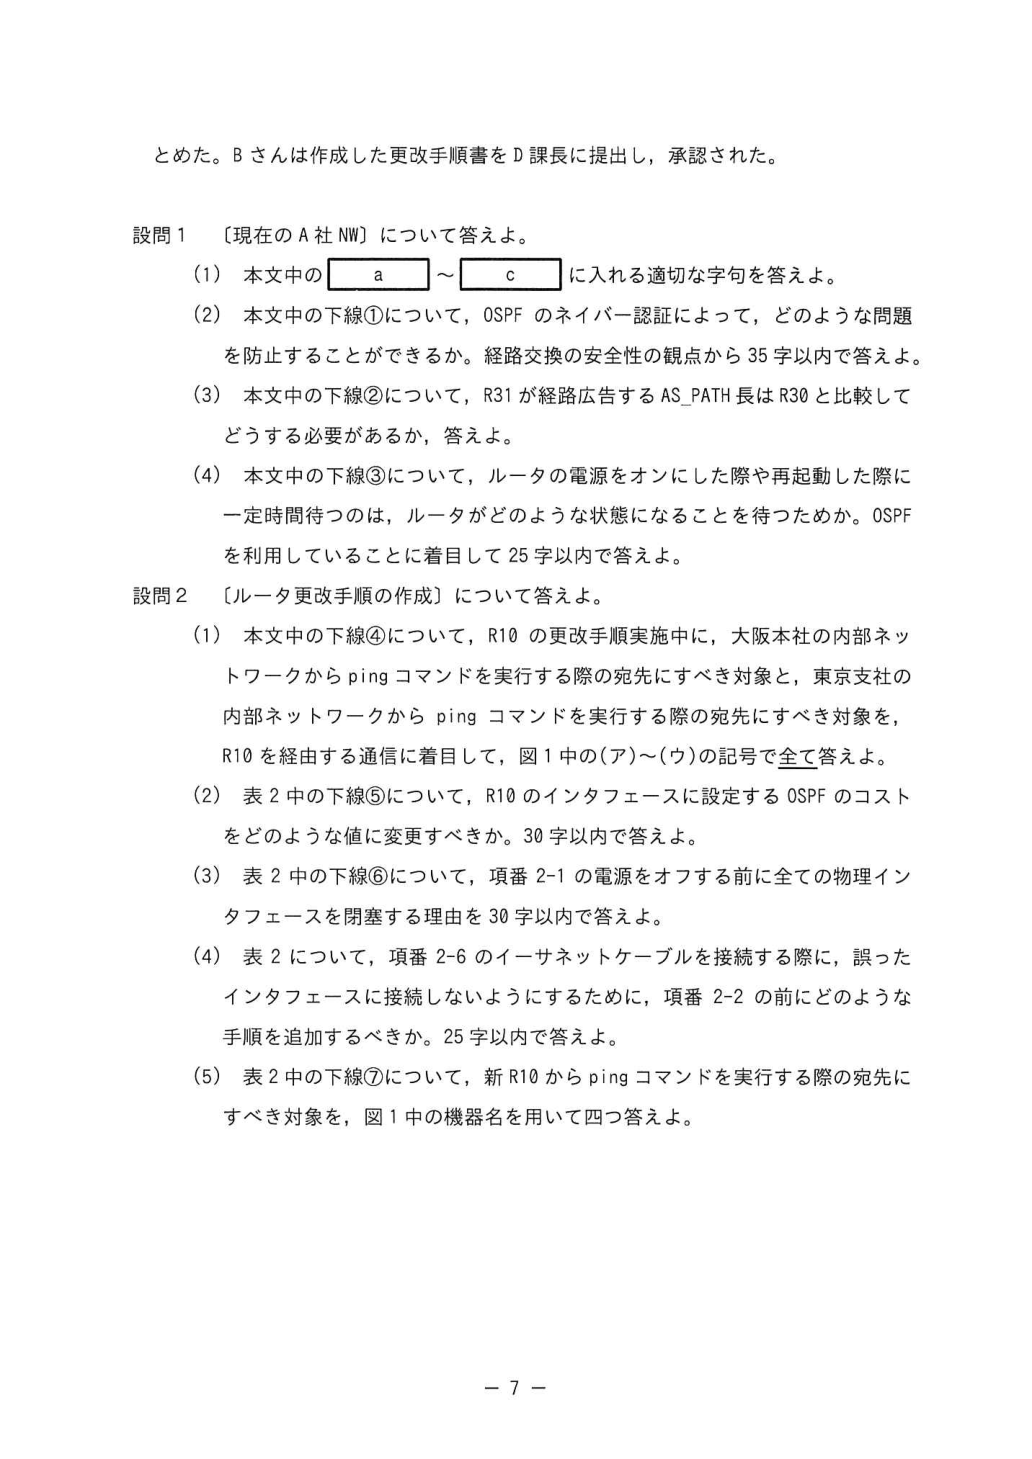 とめた。B さんは作成した更改手順書を D 課長に提出し，承認された。
設問１　〔現在の A 社 NW〕について答えよ。
(1)　本文中の a ～ c に入れる適切な字句を答えよ。
(2)　本文中の下線①について，OSPF のネイバー認証によって，どのような問題
を防止することができるか。経路交換の安全性の観点から 35 字以内で答えよ。
(3)　本文中の下線②について，R31 が経路広告する AS_PATH 長は R30 と比較して
どうする必要があるか，答えよ。
(4)　本文中の下線③について，ルータの電源をオンにした際や再起動した際に
一定時間待つのは，ルータがどのような状態になることを待つためか。OSPF
を利用していることに着目して 25 字以内で答えよ。
設問２　〔ルータ更改手順の作成〕について答えよ。
(1)　本文中の下線④について，R10 の更改手順実施中に，大阪本社の内部ネッ
トワークから ping コマンドを実行する際の宛先にすべき対象と，東京支社の
内部ネットワークから ping コマンドを実行する際の宛先にすべき対象を，
R10 を経由する通信に着目して，図 1 中の(ア)～(ウ)の記号で全て答えよ。
(2)　表 2 中の下線⑤について，R10 のインタフェースに設定する OSPF のコスト
をどのような値に変更すべきか。30 字以内で答えよ。
(3)　表 2 中の下線⑥について，項番 2-1 の電源をオフする前に全ての物理イン
タフェースを閉塞する理由を 30 字以内で答えよ。
(4)　表 2 について，項番 2-6 のイーサネットケーブルを接続する際に，誤った
インタフェースに接続しないようにするために，項番 2-2 の前にどのような
手順を追加するべきか。25 字以内で答えよ。
(5)　表 2 中の下線⑦について，新 R10 から ping コマンドを実行する際の宛先に
すべき対象を，図 1 中の機器名を用いて四つ答えよ。
－ 7 －